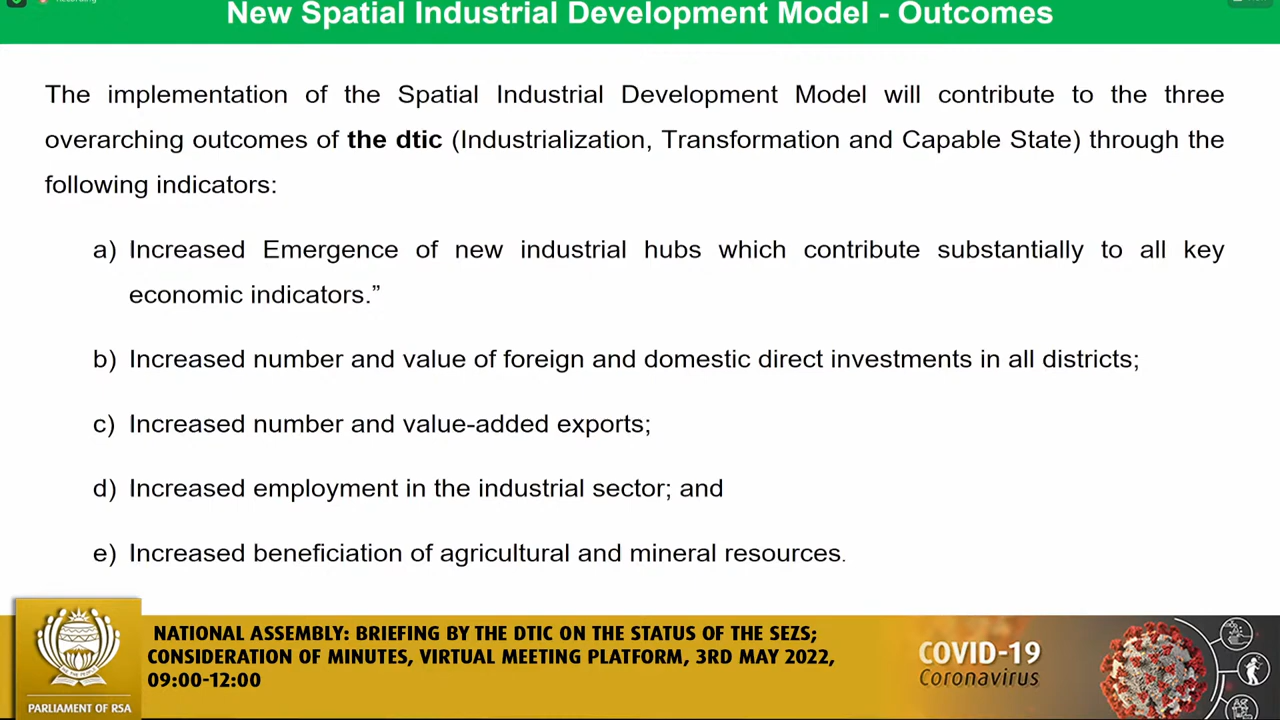 New Spatial Industrial Development Model - Outcomes
The implementation of the Spatial Industrial Development Model will contribute to the three
overarching outcomes of the dtic (Industrialization, Transformation and Capable State) through the
following indicators:
a) Increased Emergence of new industrial hubs which contribute substantially to all key
economic indicators.”
b) Increased number and value of foreign and domestic direct investments in all districts;
c) Increased number and value-added exports;
d) Increased employment in the industrial sector; and
e) Increased beneficiation of agricultural and mineral resources.
NATIONAL ASSEMBLY: BRIEFING BY THE DTIC ON THE STATUS OF THE SEZS;
CONSIDERATION OF MINUTES, VIRTUAL MEETING PLATFORM, 3RD MAY 2022,
09:00-12:00
PARLIAMENT OF RSA
COVID-19
Coronavirus